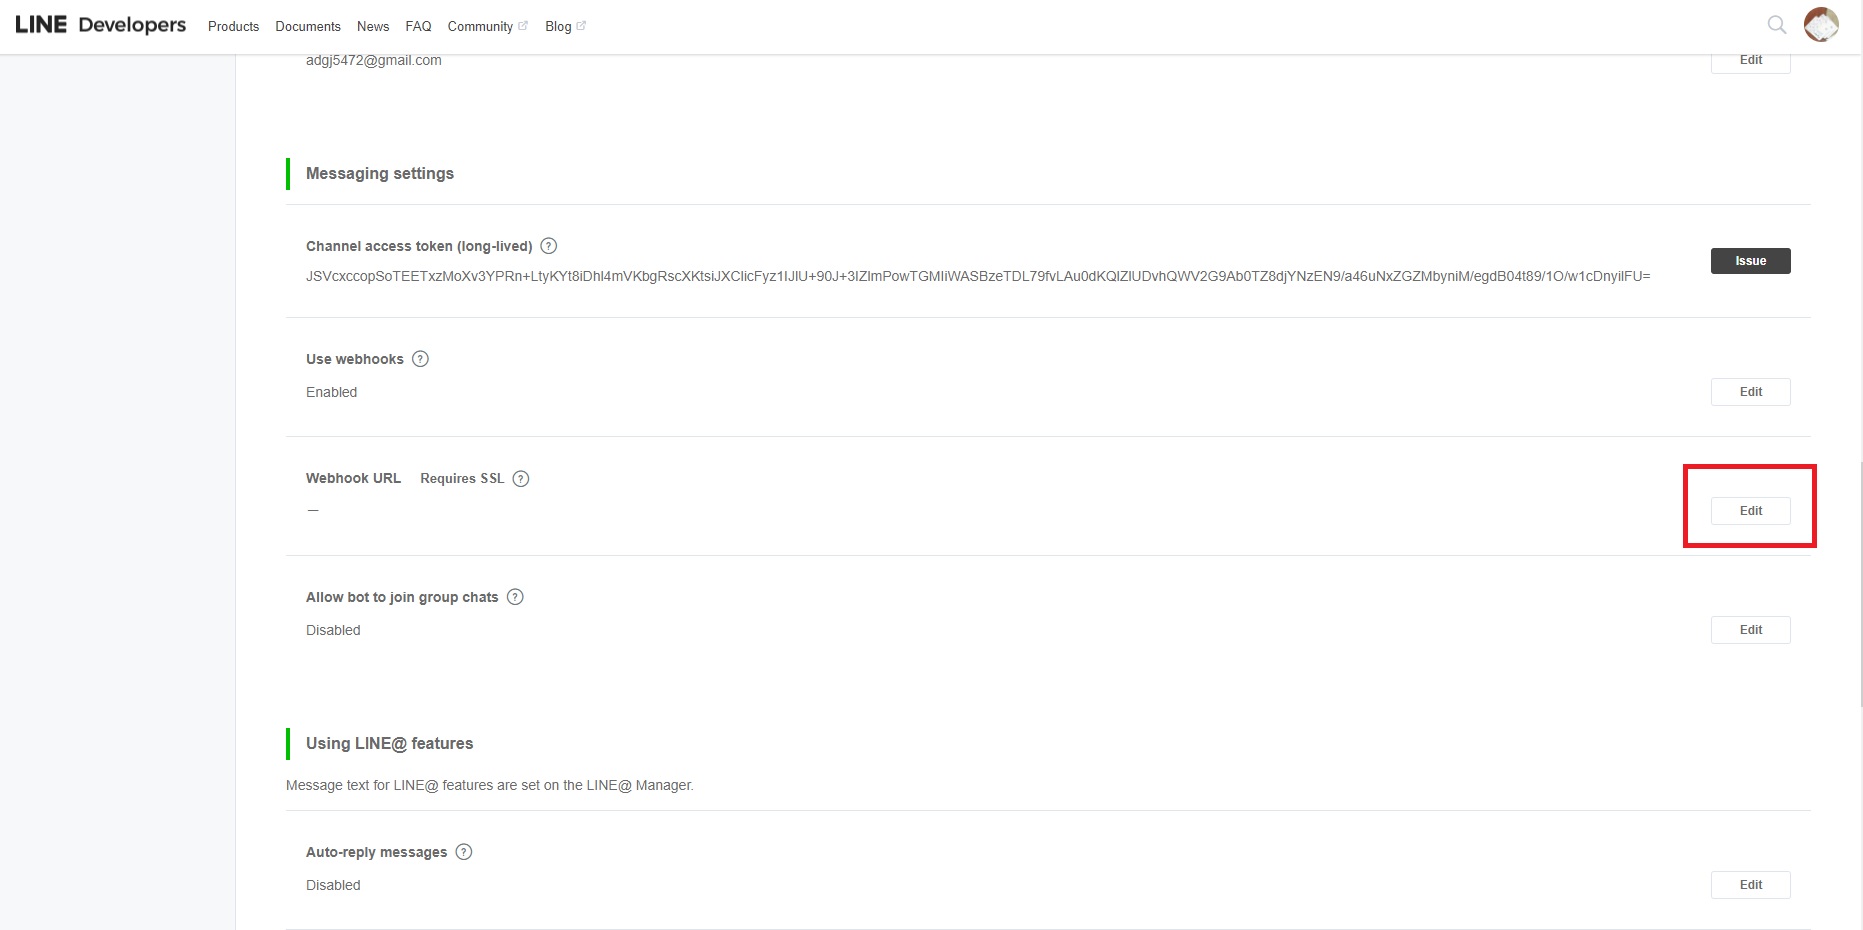 LINE Developers Products Documents News FAQ Community Blog
adgj5472@gmail.com Edit
Messaging settings
Channel access token (long-lived) ?
JSVcxccopSoTEETxzMoXv3YPRn+LtyKYt8iDhl4mVKbgRscXKtsiJXClicFyz1IJlU+90J+3IZImPowTGMIiWASBzeTDL79fvLAu0dKQlZlUDvhQWV2G9Ab0TZ8djYNzEN9/a46uNxZGZMbyniM/egdB04t89/1O/w1cDnyilFU= Issue
Use webhooks ?
Enabled Edit
Webhook URL Requires SSL ?
— Edit
Allow bot to join group chats ?
Disabled Edit
Using LINE@ features
Message text for LINE@ features are set on the LINE@ Manager.
Auto-reply messages ?
Disabled Edit